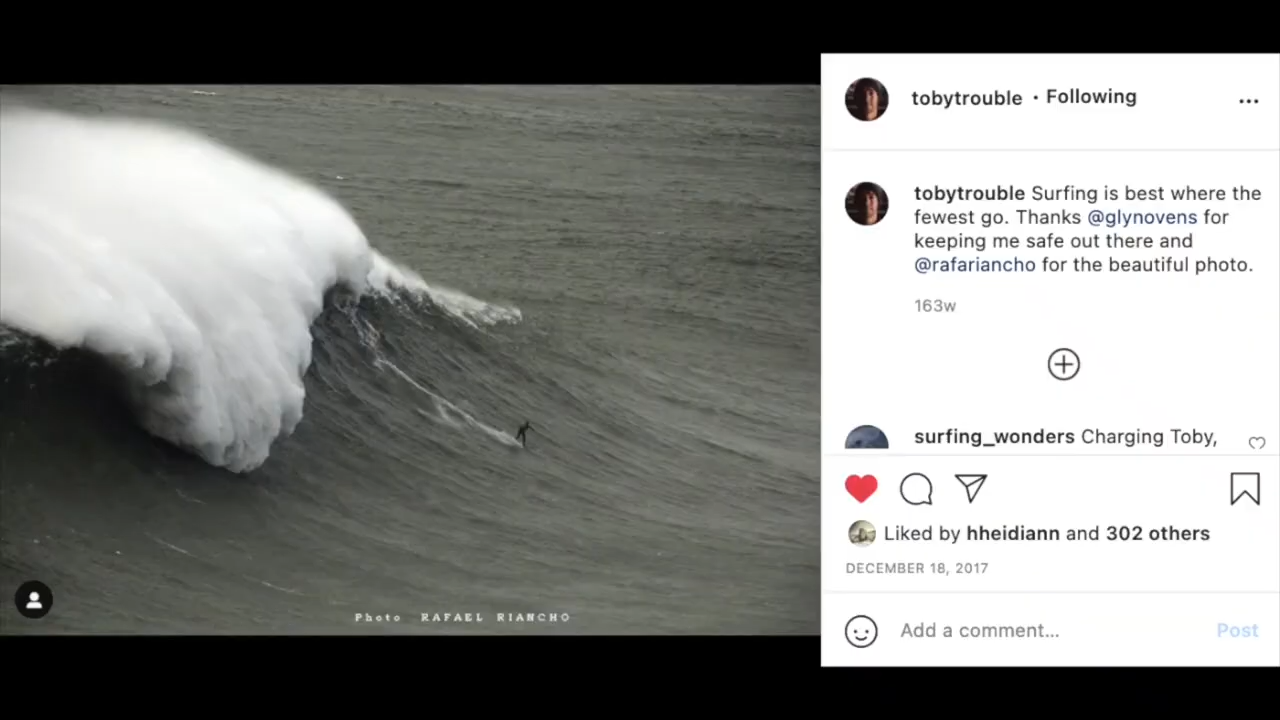 tobytrouble • Following
tobytrouble Surfing is best where the
fewest go. Thanks @glynovens for
keeping me safe out there and
@rafariancho for the beautiful photo.
163w
surfing_wonders Charging Toby,
Liked by hheidiann and 302 others
DECEMBER 18, 2017
Add a comment... Post
Photo RAFAEL RIANCHO